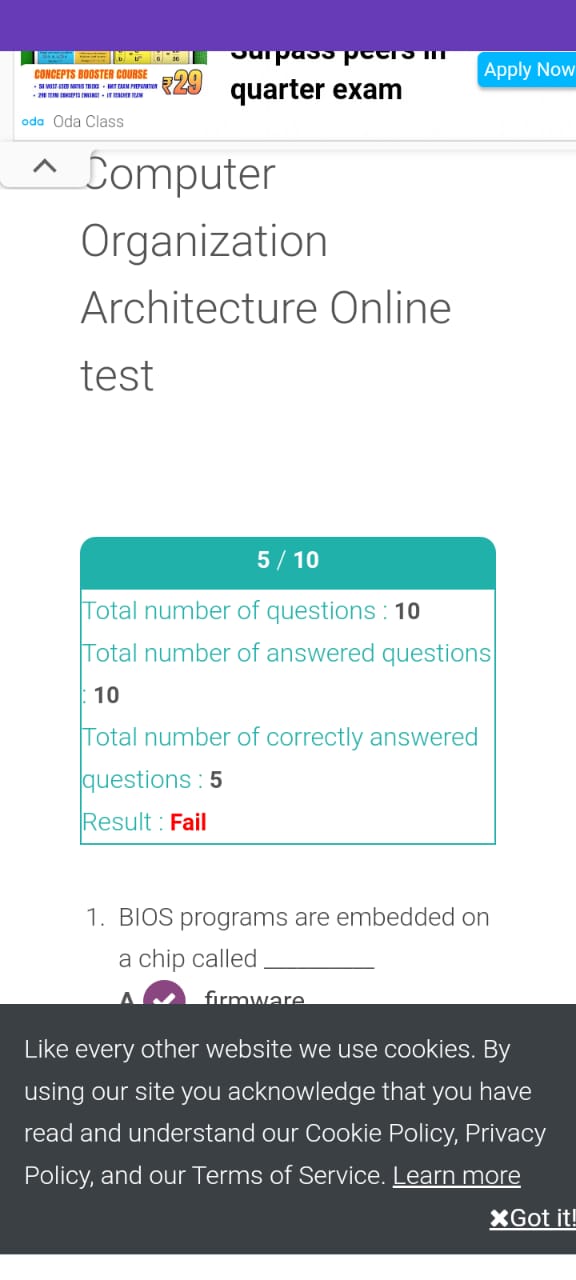 Surpass peers in
CONCEPTS BOOSTER COURSE
₹29
quarter exam
Apply Now
oda Oda Class
Computer
Organization
Architecture Online
test
5 / 10
Total number of questions : 10
Total number of answered questions
: 10
Total number of correctly answered
questions : 5
Result : Fail
1. BIOS programs are embedded on
a chip called __________
A firmware
Like every other website we use cookies. By
using our site you acknowledge that you have
read and understand our Cookie Policy, Privacy
Policy, and our Terms of Service. Learn more
×Got it!